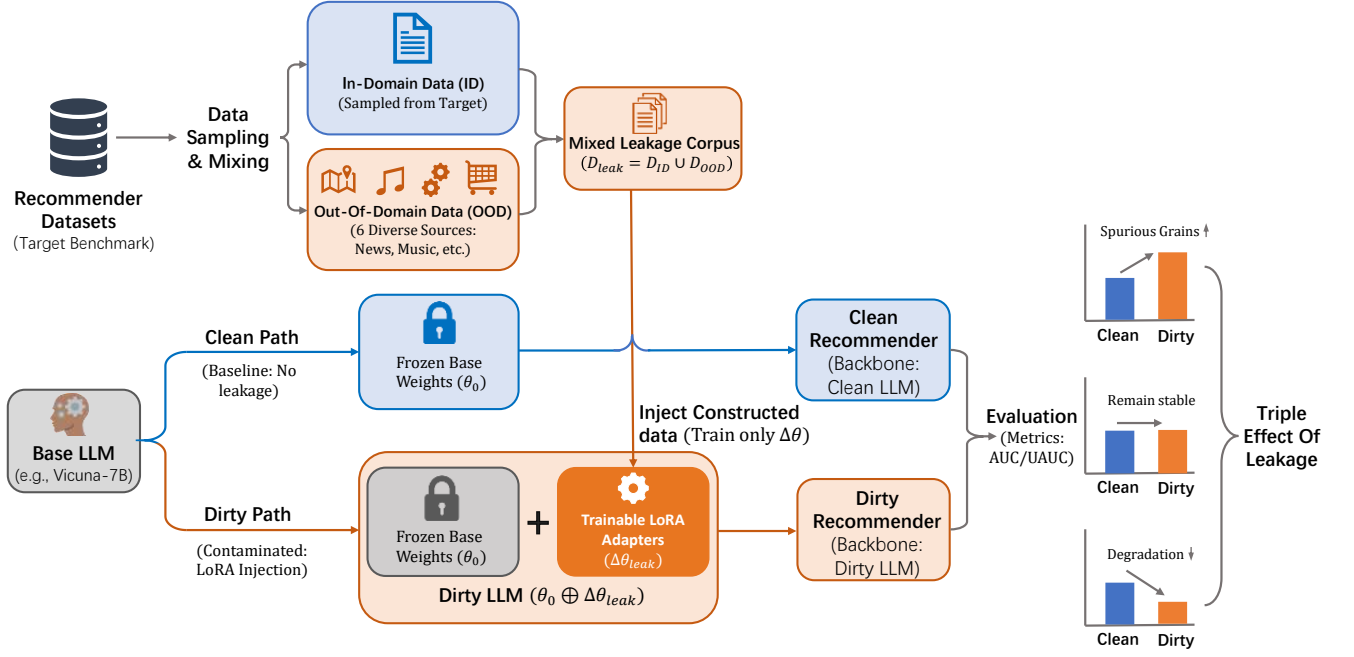 Recommender
Datasets
(Target Benchmark)
Data
Sampling
& Mixing
In-Domain Data (ID)
(Sampled from Target)
Out-Of-Domain Data (OOD)
(6 Diverse Sources:
News, Music, etc.)
Mixed Leakage Corpus
(D_leak = D_ID ∪ D_OOD)
Base LLM
(e.g., Vicuna-7B)
Clean Path
(Baseline: No
leakage)
Frozen Base
Weights (θ₀)
Dirty Path
(Contaminated:
LoRA Injection)
Frozen Base
Weights (θ₀)
+
Trainable LoRA
Adapters
(Δθ_leak)
Dirty LLM (θ₀ ⊕ Δθ_leak)
Inject Constructed
data (Train only Δθ)
Clean
Recommender
(Backbone:
Clean LLM)
Dirty
Recommender
(Backbone:
Dirty LLM)
Evaluation
(Metrics:
AUC/UAUC)
Spurious Grains
Clean Dirty
Remain stable
Clean Dirty
Degradation
Clean Dirty
Triple
Effect Of
Leakage